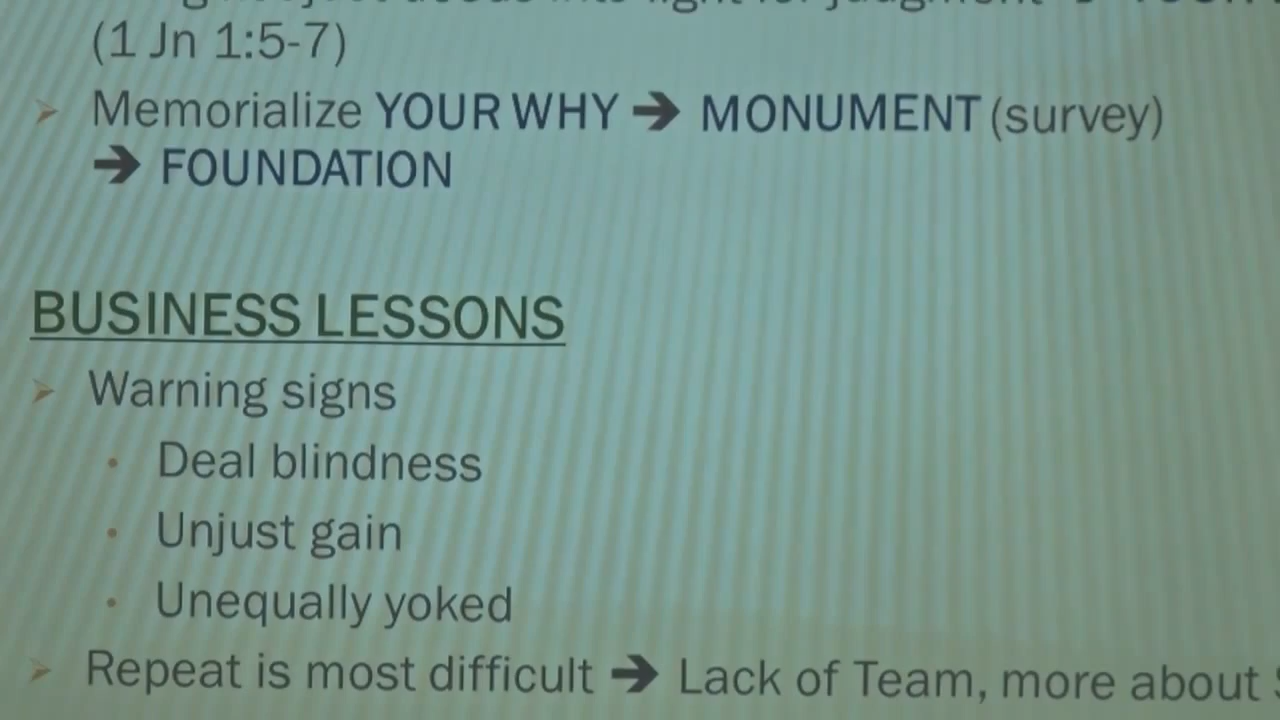 (1 Jn 1:5-7)
➢ Memorialize YOUR WHY ➔ MONUMENT (survey)
➔ FOUNDATION
BUSINESS LESSONS
➢ Warning signs
• Deal blindness
• Unjust gain
• Unequally yoked
➢ Repeat is most difficult ➔ Lack of Team, more about